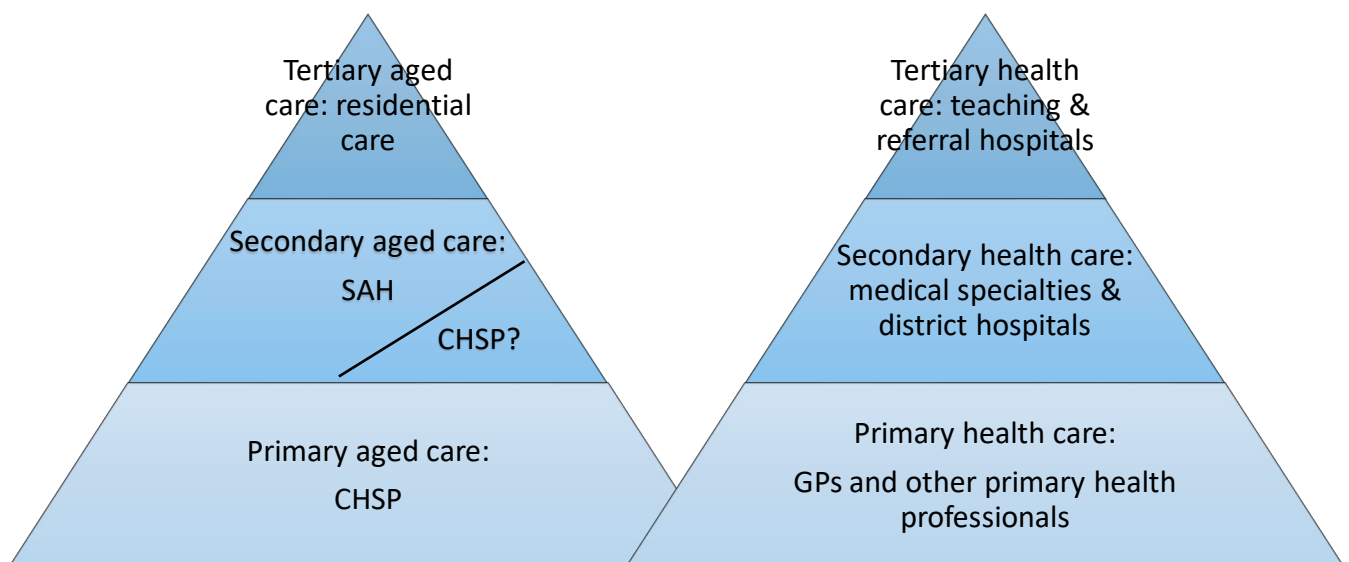 Tertiary aged
care: residential
care
Secondary aged care:
SAH
CHSP?
Primary aged care:
CHSP
Tertiary health
care: teaching &
referral hospitals
Secondary health care:
medical specialties &
district hospitals
Primary health care:
GPs and other primary health
professionals